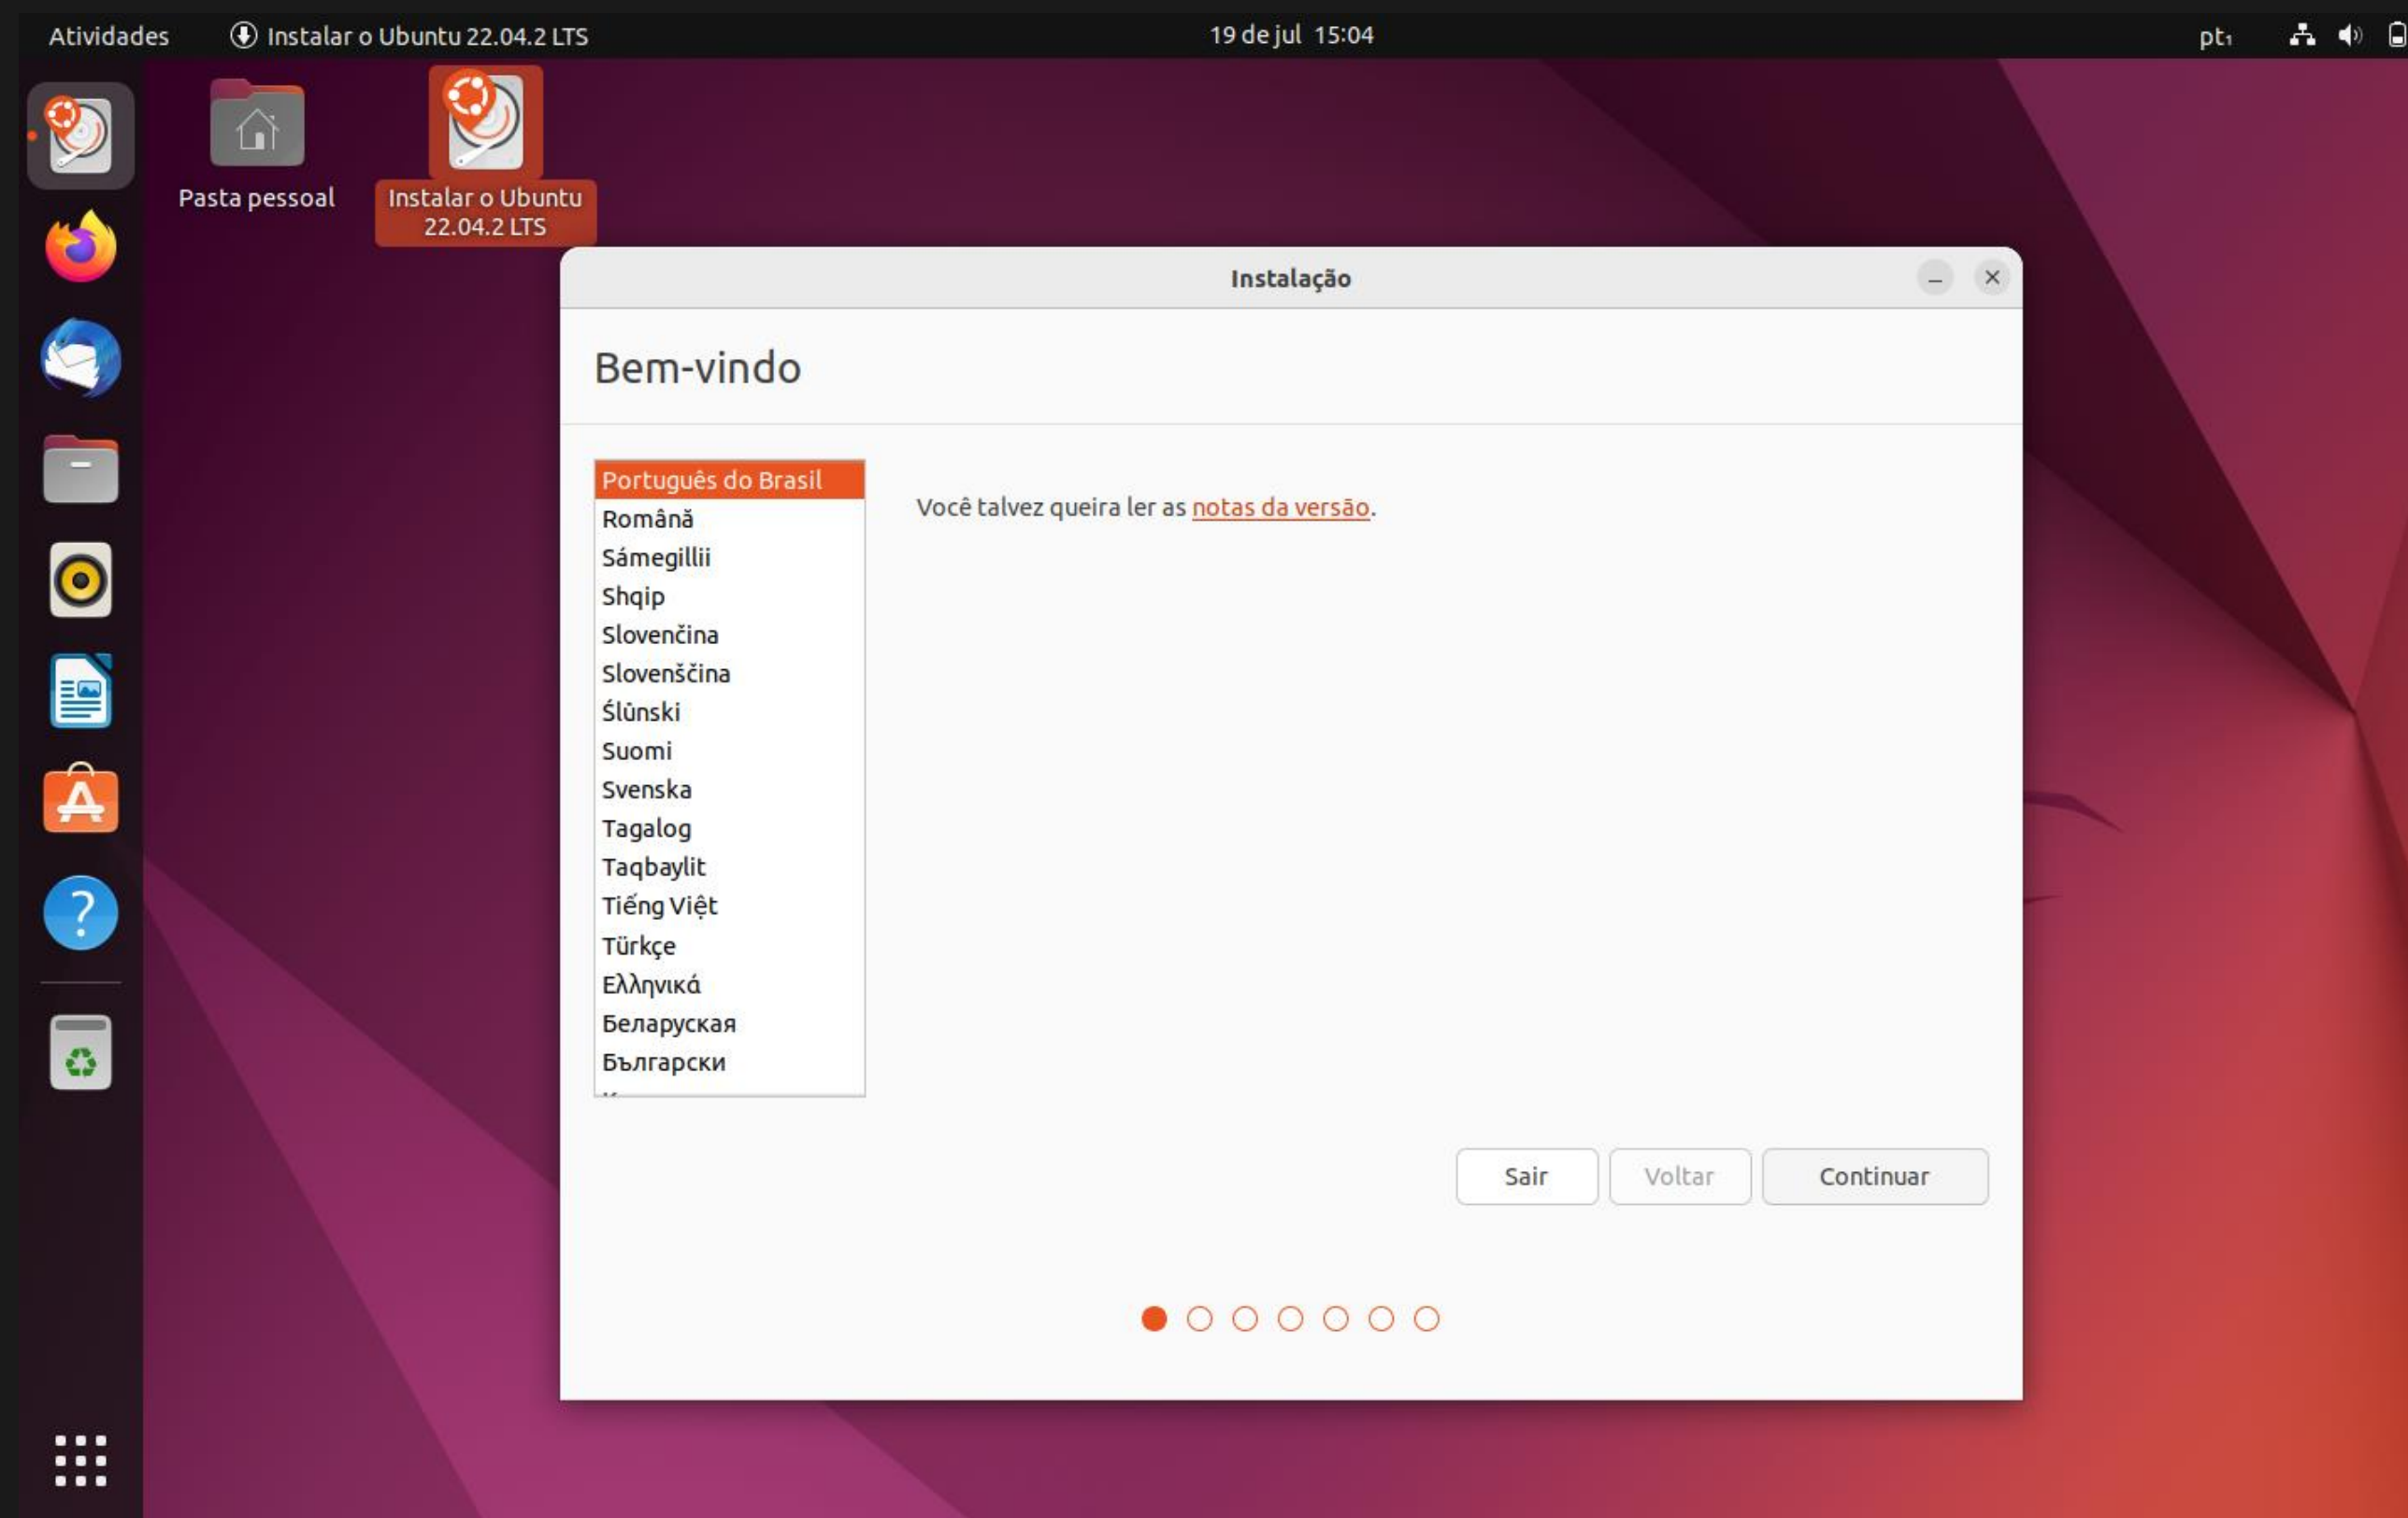 Atividades
Instalar o Ubuntu 22.04.2 LTS
19 de jul 15:04
pt₁
Pasta pessoal
Instalar o Ubuntu
22.04.2 LTS
Instalação
Bem-vindo
Português do Brasil
Română
Sámegillii
Shqip
Slovenčina
Slovenščina
Ślůnski
Suomi
Svenska
Tagalog
Taqbaylit
Tiếng Việt
Türkçe
Ελληνικά
Беларуская
Български
Você talvez queira ler as notas da versão.
Sair
Voltar
Continuar